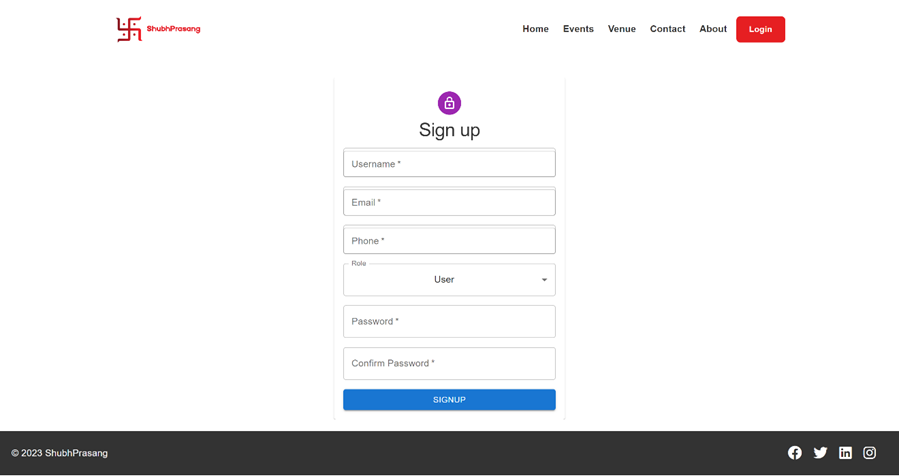 ShubhPrasang
Home Events Venue Contact About Login
Sign up
Username *
Email *
Phone *
Role
User
Password *
Confirm Password *
SIGNUP
© 2023 ShubhPrasang